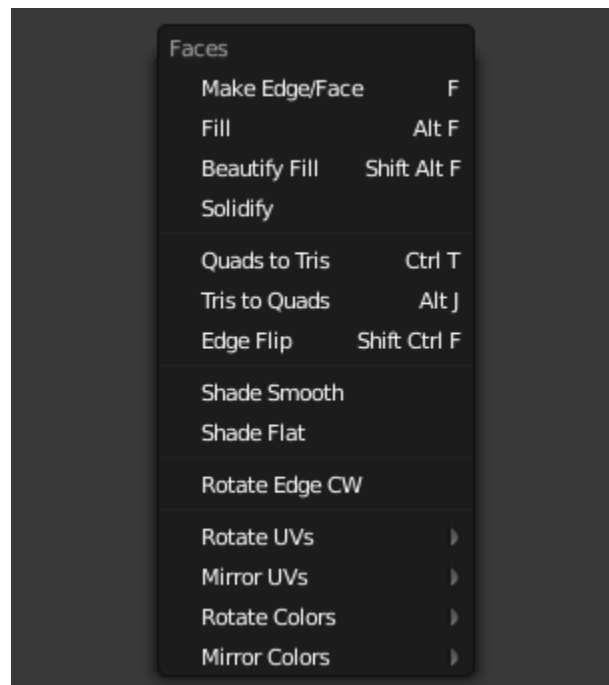 Faces
Make Edge/Face F
Fill Alt F
Beautify Fill Shift Alt F
Solidify
Quads to Tris Ctrl T
Tris to Quads Alt J
Edge Flip Shift Ctrl F
Shade Smooth
Shade Flat
Rotate Edge CW
Rotate UVs
Mirror UVs
Rotate Colors
Mirror Colors